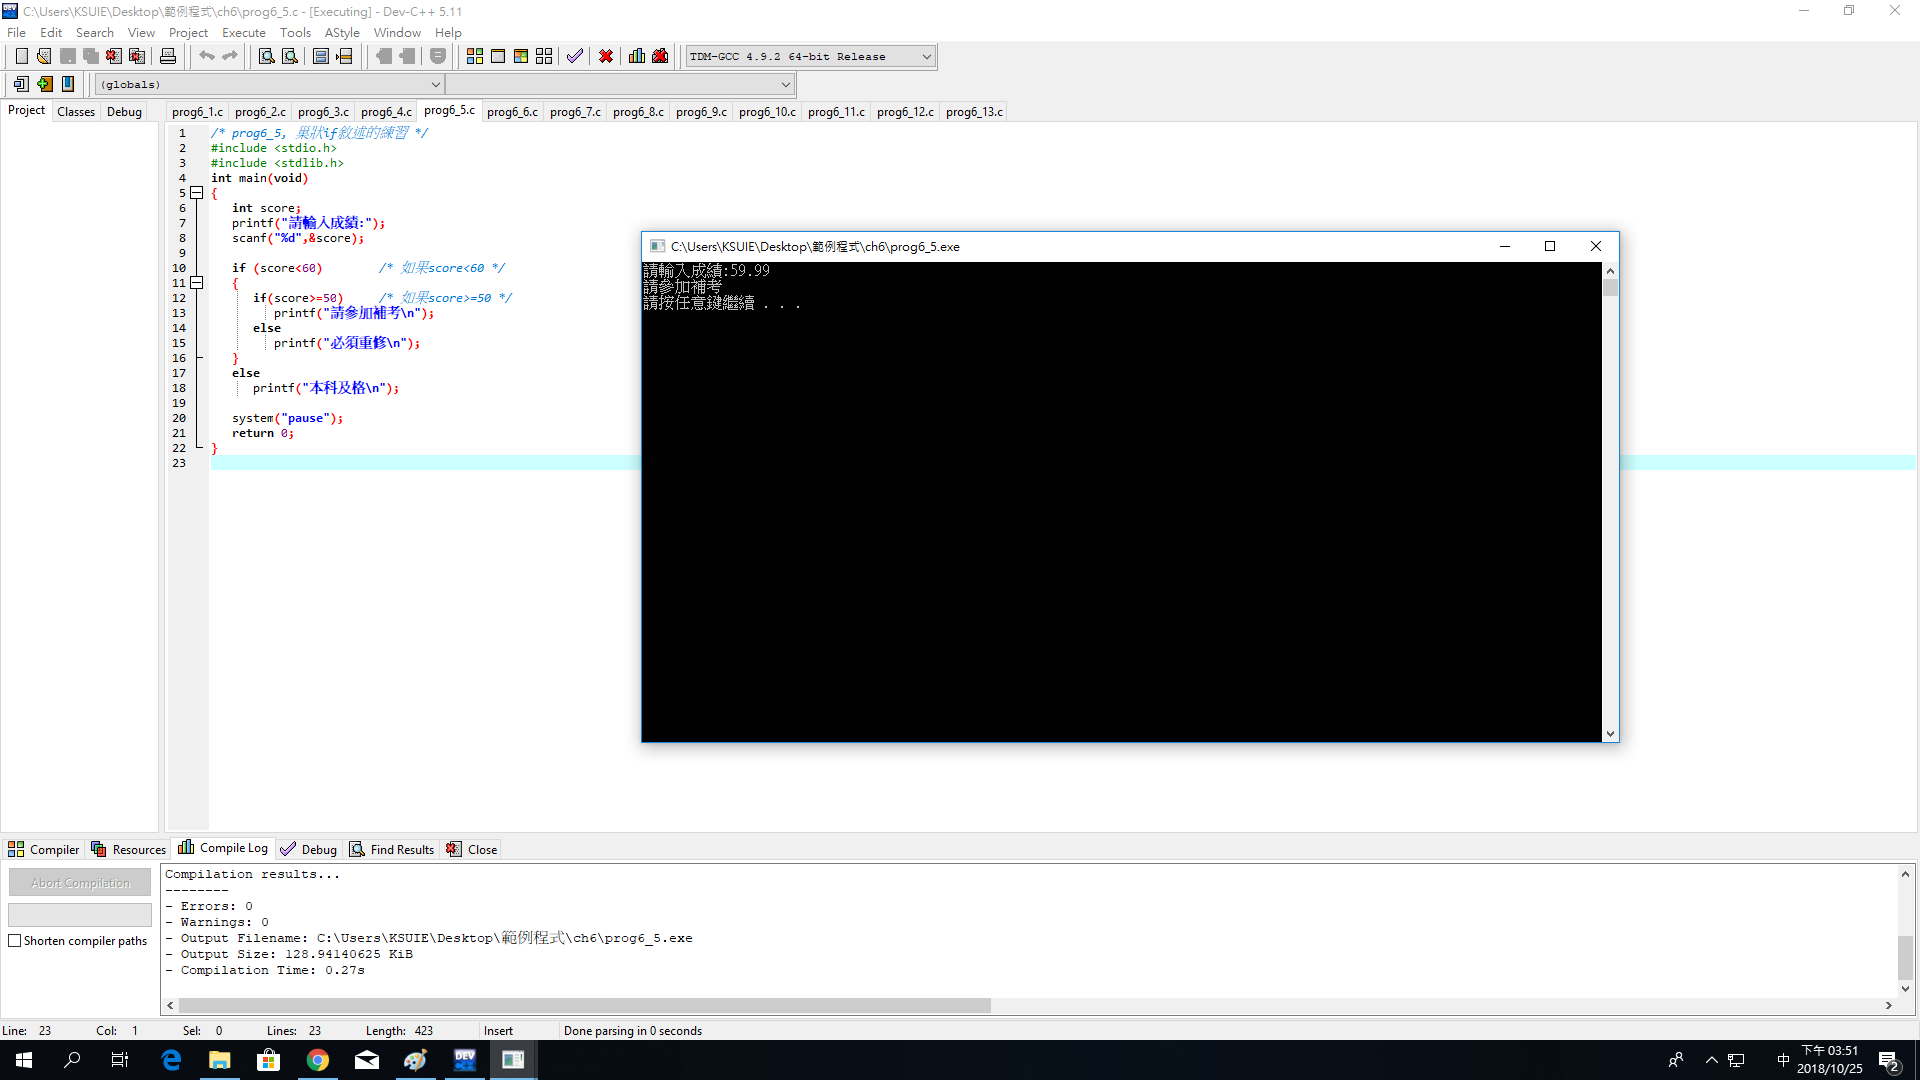 C:\Users\KSUIE\Desktop\範例程式\ch6\prog6_5.c - [Executing] - Dev-C++ 5.11
File Edit Search View Project Execute Tools AStyle Window Help
TDM-GCC 4.9.2 64-bit Release
(globals)
Project Classes Debug
prog6_1.c prog6_2.c prog6_3.c prog6_4.c prog6_5.c prog6_6.c prog6_7.c prog6_8.c prog6_9.c prog6_10.c prog6_11.c prog6_12.c prog6_13.c
1 /* prog6_5, 巢狀if敘述的練習 */
2 #include <stdio.h>
3 #include <stdlib.h>
4 int main(void)
5 {
6 int score;
7 printf("請輸入成績:");
8 scanf("%d",&score);
9
10 if (score<60) /* 如果score<60 */
11 {
12 if(score>=50) /* 如果score>=50 */
13 printf("請參加補考\n");
14 else
15 printf("必須重修\n");
16 }
17 else
18 printf("本科及格\n");
19
20 system("pause");
21 return 0;
22 }
23
C:\Users\KSUIE\Desktop\範例程式\ch6\prog6_5.exe
請輸入成績:59.99
請參加補考
請按任意鍵繼續 . . .
Compiler Resources Compile Log Debug Find Results Close
Abort Compilation
Shorten compiler paths
Compilation results...
--------
- Errors: 0
- Warnings: 0
- Output Filename: C:\Users\KSUIE\Desktop\範例程式\ch6\prog6_5.exe
- Output Size: 128.94140625 KiB
- Compilation Time: 0.27s
Line: 23 Col: 1 Sel: 0 Lines: 23 Length: 423 Insert Done parsing in 0 seconds
DEV C++
中
下午 03:51
2018/10/25
2